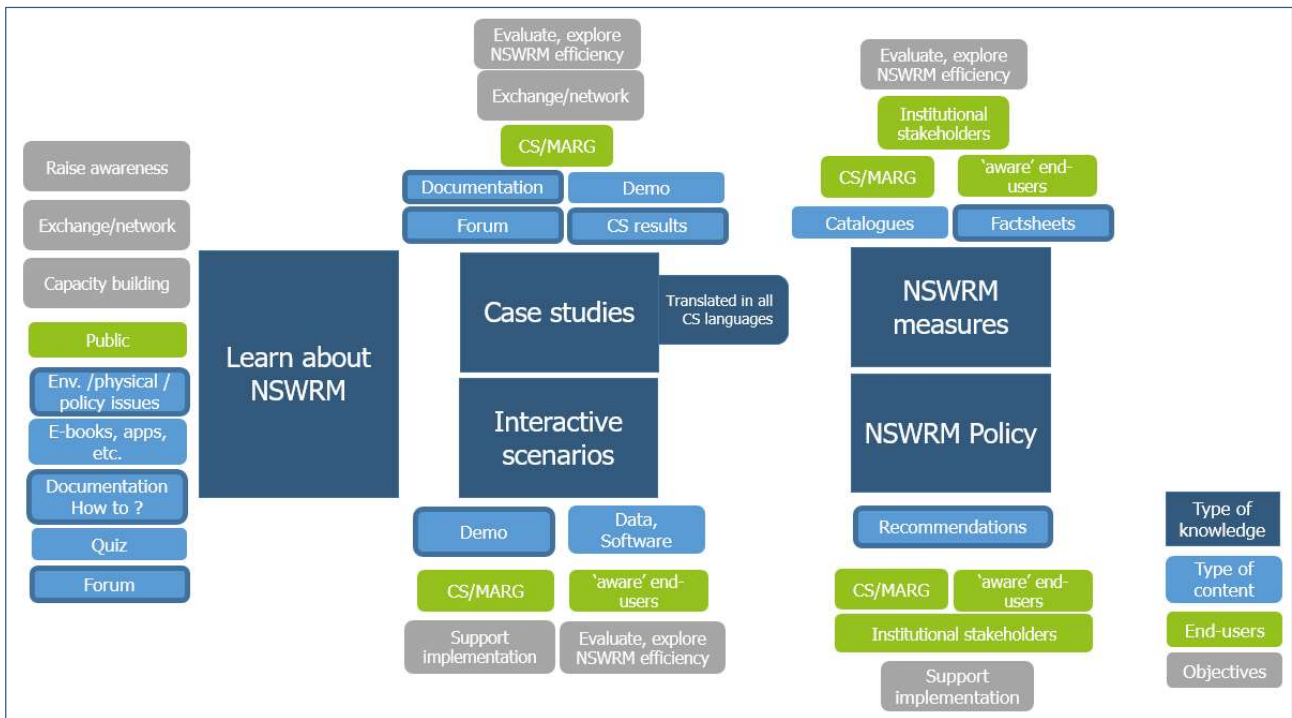 Raise awareness
Exchange/network
Capacity building
Public
Env. /physical /
policy issues
E-books, apps,
etc.
Documentation
How to ?
Quiz
Forum
Learn about
NSWRM
Evaluate, explore
NSWRM efficiency
Exchange/network
CS/MARG
Documentation
Demo
Forum
CS results
Case studies
Translated in all
CS languages
Interactive
scenarios
Demo
Data,
Software
CS/MARG
‘aware’ end-
users
Support
implementation
Evaluate, explore
NSWRM efficiency
Evaluate, explore
NSWRM efficiency
Institutional
stakeholders
CS/MARG
‘aware’ end-
users
Catalogues
Factsheets
NSWRM
measures
NSWRM Policy
Recommendations
CS/MARG
‘aware’ end-
users
Institutional stakeholders
Support
implementation
Type of
knowledge
Type of
content
End-users
Objectives